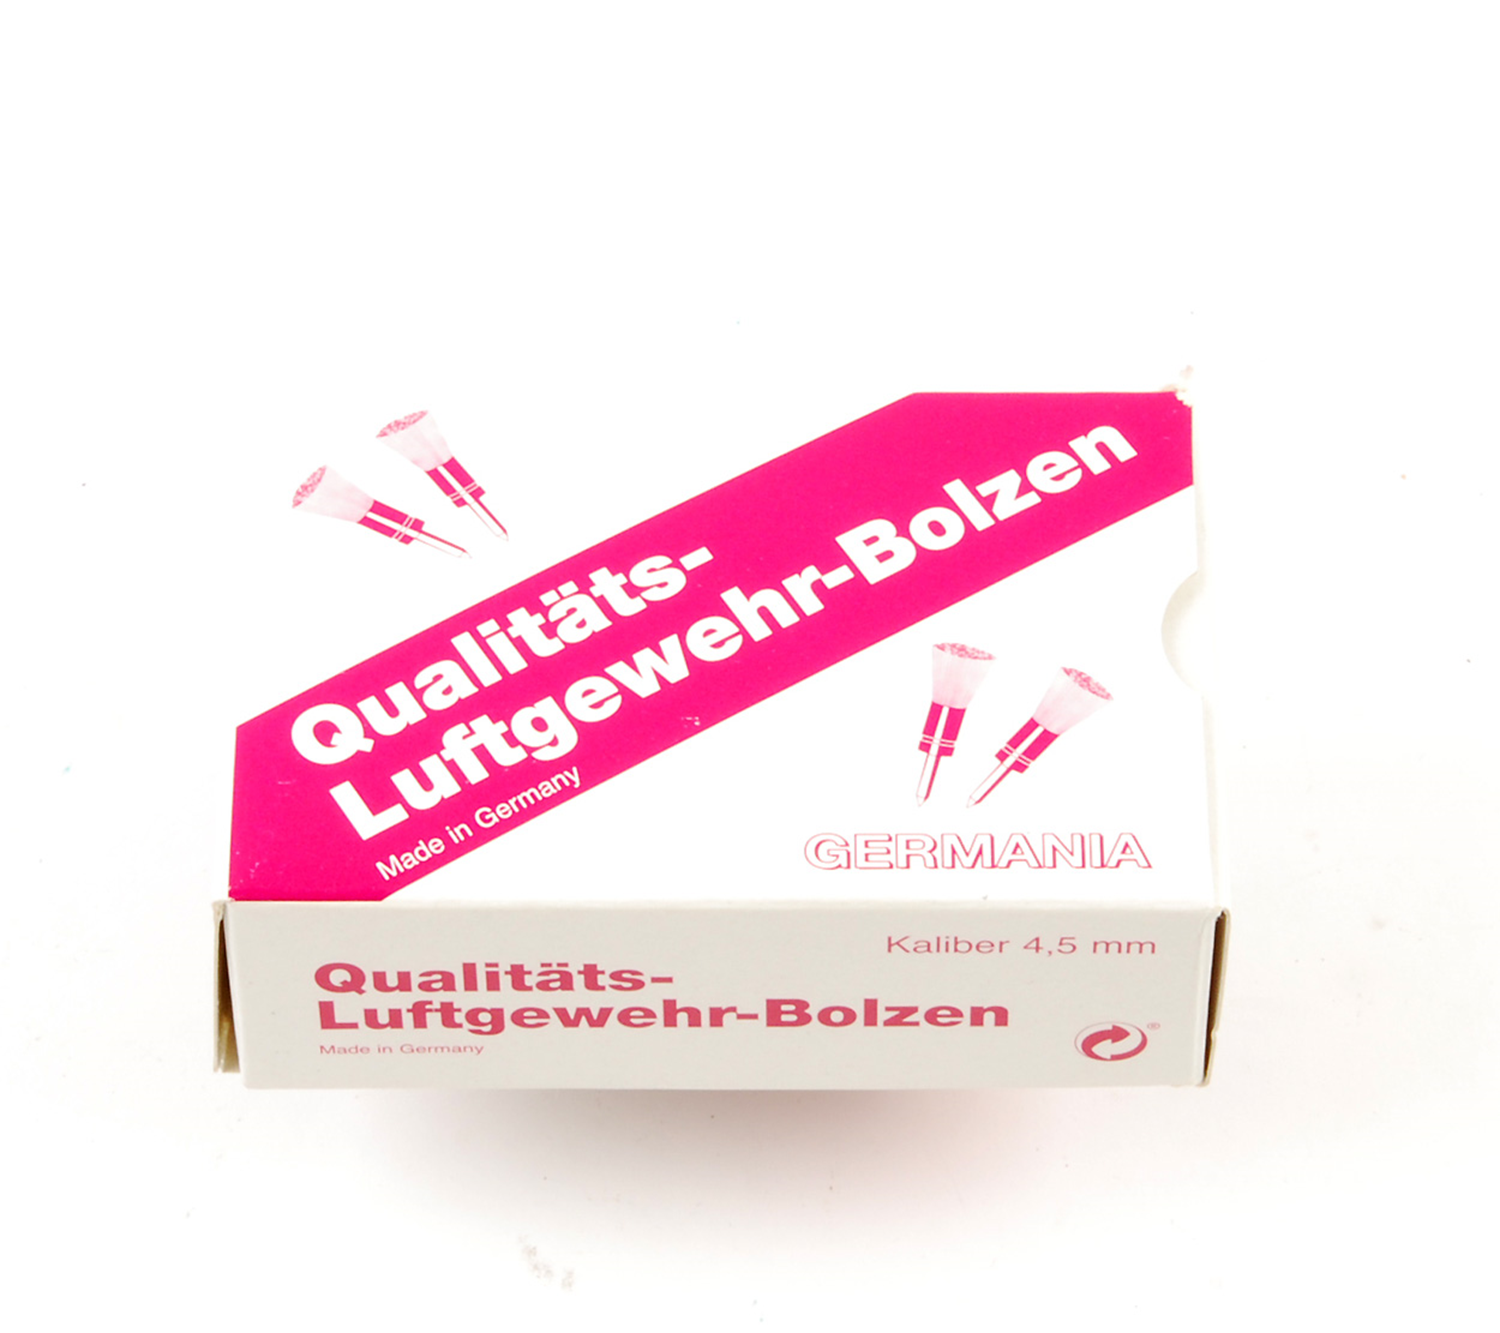 Qualitäts-
Luftgewehr-Bolzen
Made in Germany
GERMANIA
Kaliber 4,5 mm
Qualitäts-
Luftgewehr-Bolzen
Made in Germany
®